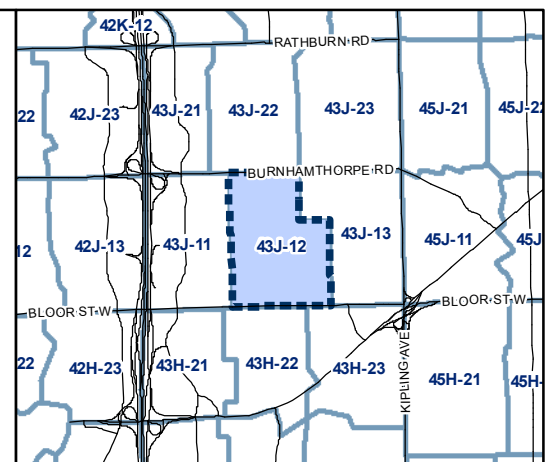 42K-12
RATHBURN RD
22
42J-23
43J-21
43J-22
43J-23
45J-21
45J-22
BURNHAMTHORPE RD
12
42J-13
43J-11
43J-12
43J-13
45J-11
45J
BLOOR ST W
BLOOR ST W
22
42H-23
43H-21
43H-22
43H-23
KIPLING AVE
45H-21
45H-